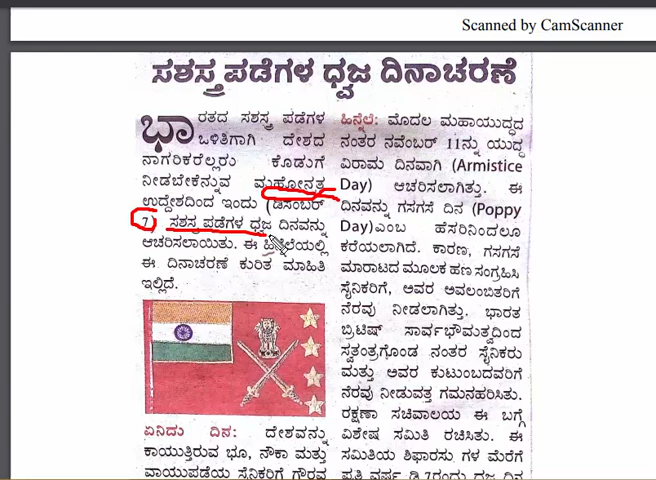 Scanned by CamScanner
ಸಶಸ್ತ್ರ ಪಡೆಗಳ ಧ್ವಜ ದಿನಾಚರಣೆ
ಭಾರತದ ಸಶಸ್ತ್ರ ಪಡೆಗಳ
ಒಳಿತಿಗಾಗಿ ದೇಶದ
ನಾಗರಿಕರೆಲ್ಲರು ಕೊಡುಗೆ
ನೀಡಬೇಕೆನ್ನುವ ಮಹೋನ್ನತ
ಉದ್ದೇಶದಿಂದ ಇಂದು (ಡಿಸೆಂಬರ್
7) ಸಶಸ್ತ್ರ ಪಡೆಗಳ ಧ್ವಜ ದಿನವನ್ನು
ಆಚರಿಸಲಾಯಿತು. ಈ ಹಿನ್ನೆಲೆಯಲ್ಲಿ
ಈ ದಿನಾಚರಣೆ ಕುರಿತ ಮಾಹಿತಿ
ಇಲ್ಲಿದೆ.
ಏನಿದು ದಿನ: ದೇಶವನ್ನು
ಕಾಯುತ್ತಿರುವ ಭೂ, ನೌಕಾ ಮತ್ತು
ವಾಯುಪಡೆಯ ಸೈನಿಕರಿಗೆ ಗೌರವ
ಹಿನ್ನೆಲೆ: ಮೊದಲ ಮಹಾಯುದ್ಧದ
ನಂತರ ನವೆಂಬರ್ 11ನ್ನು ಯುದ್ಧ
ವಿರಾಮ ದಿನವಾಗಿ (Armistice
Day) ಆಚರಿಸಲಾಗಿತ್ತು. ಈ
ದಿನವನ್ನು ಗಸಗಸೆ ದಿನ (Poppy
Day)ಎಂಬ ಹೆಸರಿನಿಂದಲೂ
ಕರೆಯಲಾಗಿದೆ. ಕಾರಣ, ಗಸಗಸೆ
ಮಾರಾಟದ ಮೂಲಕ ಹಣ ಸಂಗ್ರಹಿಸಿ
ಸೈನಿಕರಿಗೆ, ಅವರ ಅವಲಂಬಿತರಿಗೆ
ನೆರವು ನೀಡಲಾಗಿತ್ತು. ಭಾರತ
ಬ್ರಿಟಿಷ್ ಸಾರ್ವಭೌಮತ್ವದಿಂದ
ಸ್ವತಂತ್ರಗೊಂಡ ನಂತರ ಸೈನಿಕರು
ಮತ್ತು ಅವರ ಕುಟುಂಬದವರಿಗೆ
ನೆರವು ನೀಡುವತ್ತ ಗಮನಹರಿಸಿತು.
ರಕ್ಷಣಾ ಸಚಿವಾಲಯ ಈ ಬಗ್ಗೆ
ವಿಶೇಷ ಸಮಿತಿ ರಚಿಸಿತು. ಈ
ಸಮಿತಿಯ ಶಿಫಾರಸು ಗಳ ಮೇರೆಗೆ
ಪ್ರತಿ ವರ್ಷ ಡಿ.7ರಂದು ಧ್ವಜ ದಿನ